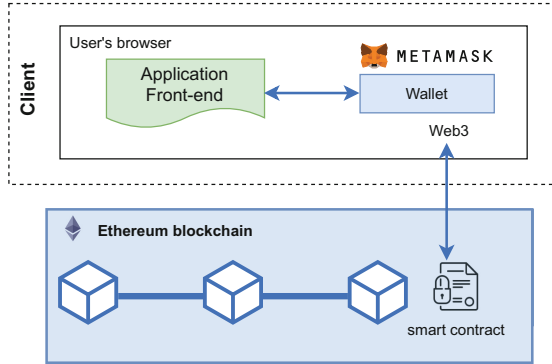 Client
User's browser
Application
Front-end
METAMASK
Wallet
Web3
Ethereum blockchain
smart contract